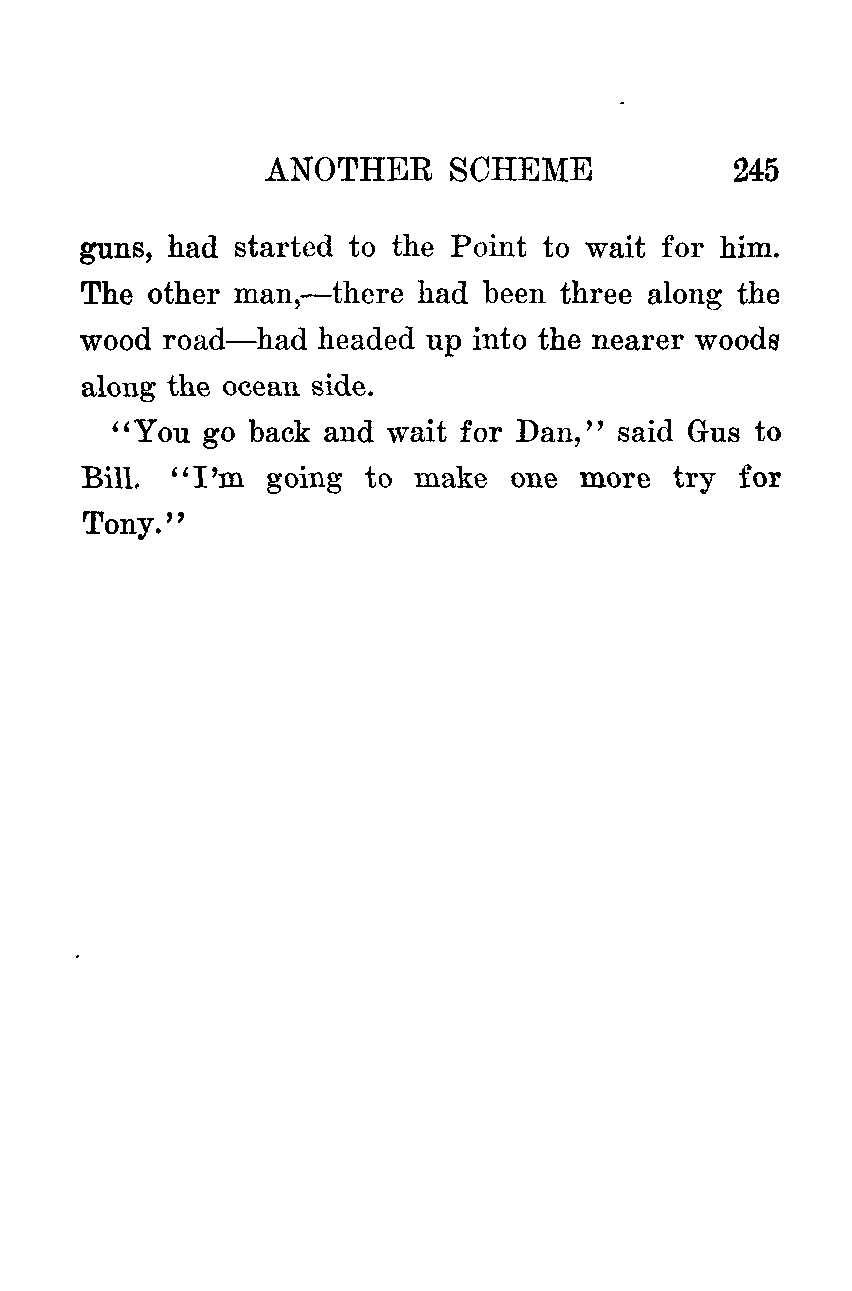 ANOTHER SCHEME 245
guns, had started to the Point to wait for him.
The other man,—there had been three along the
wood road—had headed up into the nearer woods
along the ocean side.
"You go back and wait for Dan," said Gus to
Bill. "I'm going to make one more try for
Tony."